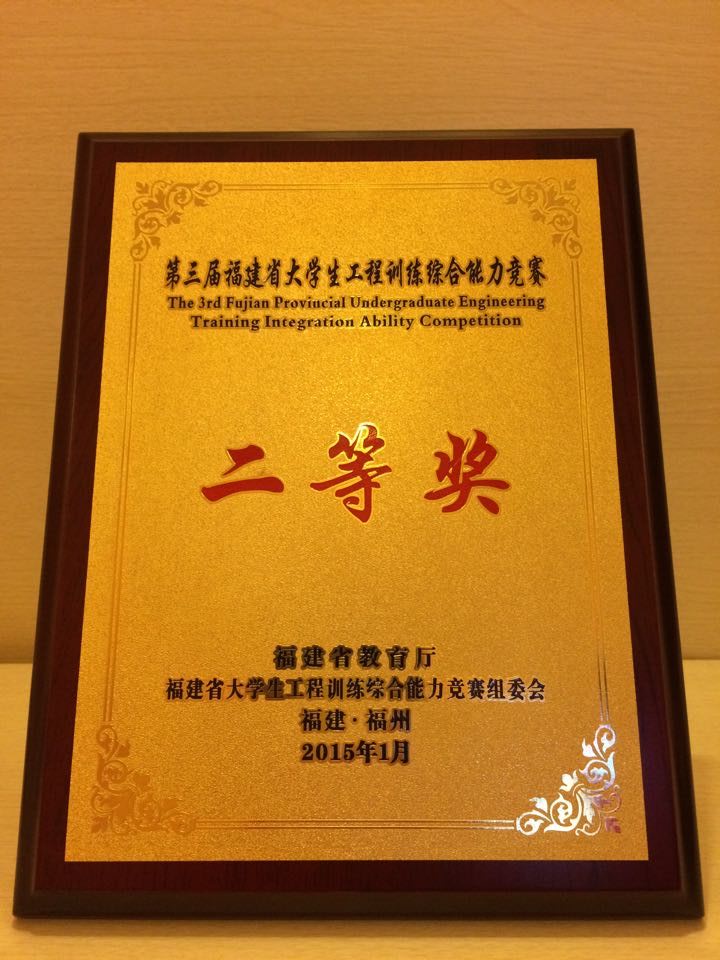 第三届福建省大学生工程训练综合能力竞赛
The 3rd Fujian Provincial Undergraduate Engineering
Training Integration Ability Competition
二等奖
福建省教育厅
福建省大学生工程训练综合能力竞赛组委会
福建·福州
2015年1月